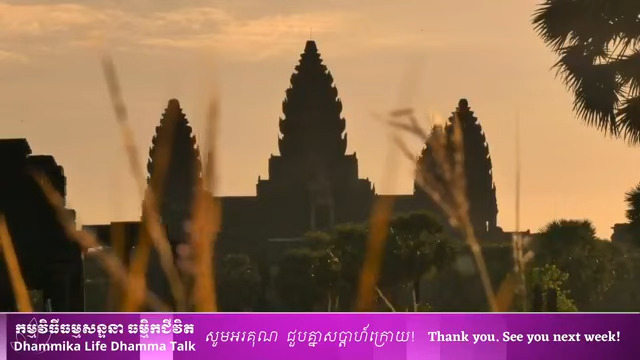 កម្មវិធីធម្មសន្ទនា ធម្មិកជីវិត
Dhammika Life Dhamma Talk
សូមអរគុណ ជួបគ្នាសប្ដាហ៍ក្រោយ! Thank you. See you next week!